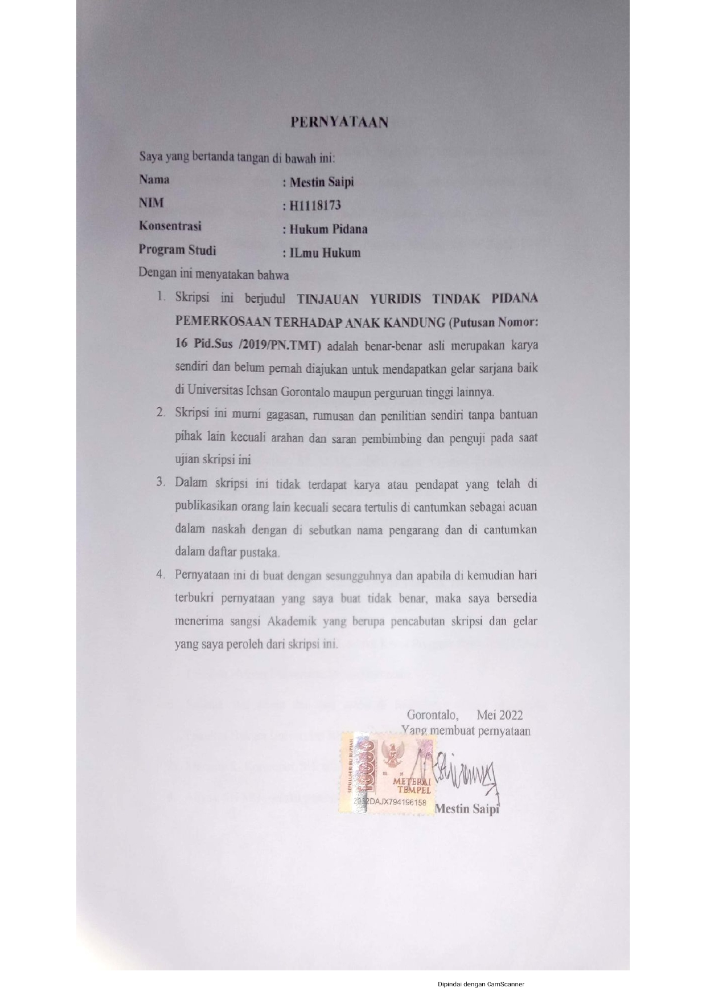 PERNYATAAN
Saya yang bertanda tangan di bawah ini:
Nama : Mestin Saipi
NIM : H1118173
Konsentrasi : Hukum Pidana
Program Studi : ILmu Hukum
Dengan ini menyatakan bahwa
1. Skripsi ini berjudul TINJAUAN YURIDIS TINDAK PIDANA
PEMERKOSAAN TERHADAP ANAK KANDUNG (Putusan Nomor:
16 Pid.Sus /2019/PN.TMT) adalah benar-benar asli merupakan karya
sendiri dan belum pernah diajukan untuk mendapatkan gelar sarjana baik
di Universitas Ichsan Gorontalo maupun perguruan tinggi lainnya.
2. Skripsi ini murni gagasan, rumusan dan penilitian sendiri tanpa bantuan
pihak lain kecuali arahan dan saran pembimbing dan penguji pada saat
ujian skripsi ini
3. Dalam skripsi ini tidak terdapat karya atau pendapat yang telah di
publikasikan orang lain kecuali secara tertulis di cantumkan sebagai acuan
dalam naskah dengan di sebutkan nama pengarang dan di cantumkan
dalam daftar pustaka.
4. Pernyataan ini di buat dengan sesungguhnya dan apabila di kemudian hari
terbukri pernyataan yang saya buat tidak benar, maka saya bersedia
menerima sangsi Akademik yang berupa pencabutan skripsi dan gelar
yang saya peroleh dari skripsi ini.
Gorontalo, Mei 2022
Yang membuat pernyataan
SEPULUH RIBU RUPIAH
10000
METERAI
TEMPEL
DAJX794196158
Mestin Saipi
Dipindai dengan CamScanner